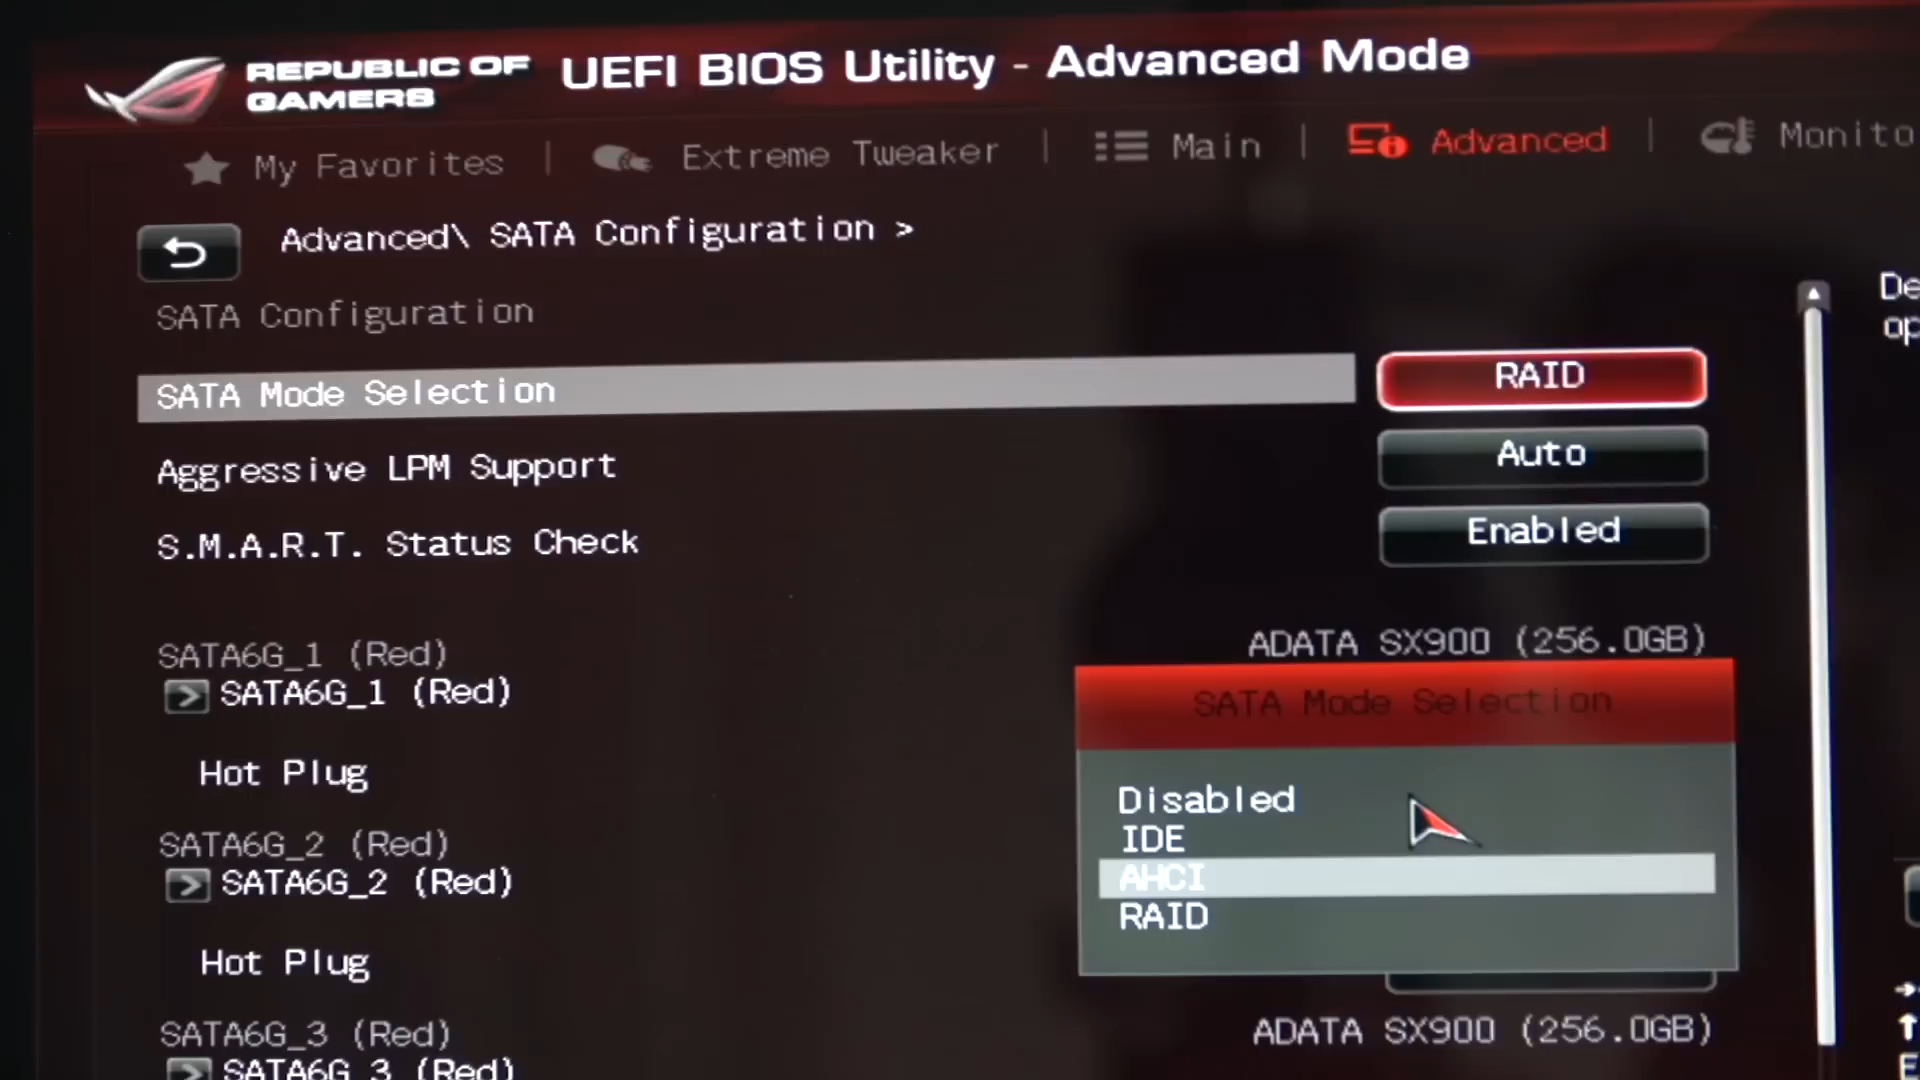 REPUBLIC OF
GAMERS
UEFI BIOS Utility - Advanced Mode
My Favorites
Extreme Tweaker
Main
Advanced
Monito
Advanced\ SATA Configuration >
SATA Configuration
De
op
SATA Mode Selection
RAID
Aggressive LPM Support
Auto
S.M.A.R.T. Status Check
Enabled
SATA6G_1 (Red)
ADATA SX900 (256.0GB)
> SATA6G_1 (Red)
Hot Plug
SATA6G_2 (Red)
> SATA6G_2 (Red)
Hot Plug
SATA Mode Selection
Disabled
IDE
AHCI
RAID
SATA6G_3 (Red)
ADATA SX900 (256.0GB)
> SATA6G_3 (Red)